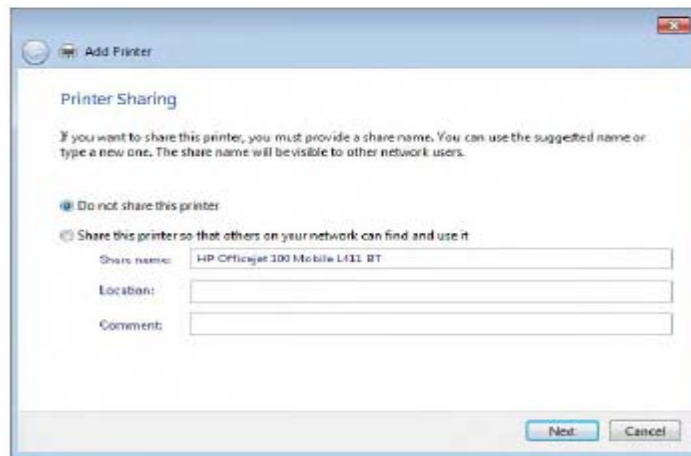 Add Printer
Printer Sharing
If you want to share this printer, you must provide a share name. You can use the suggested name or
type a new one. The share name will be visible to other network users.
Do not share this printer
Share this printer so that others on your network can find and use it
Share name: HP Officejet 100 Mobile L411 BT
Location:
Comment:
Next Cancel